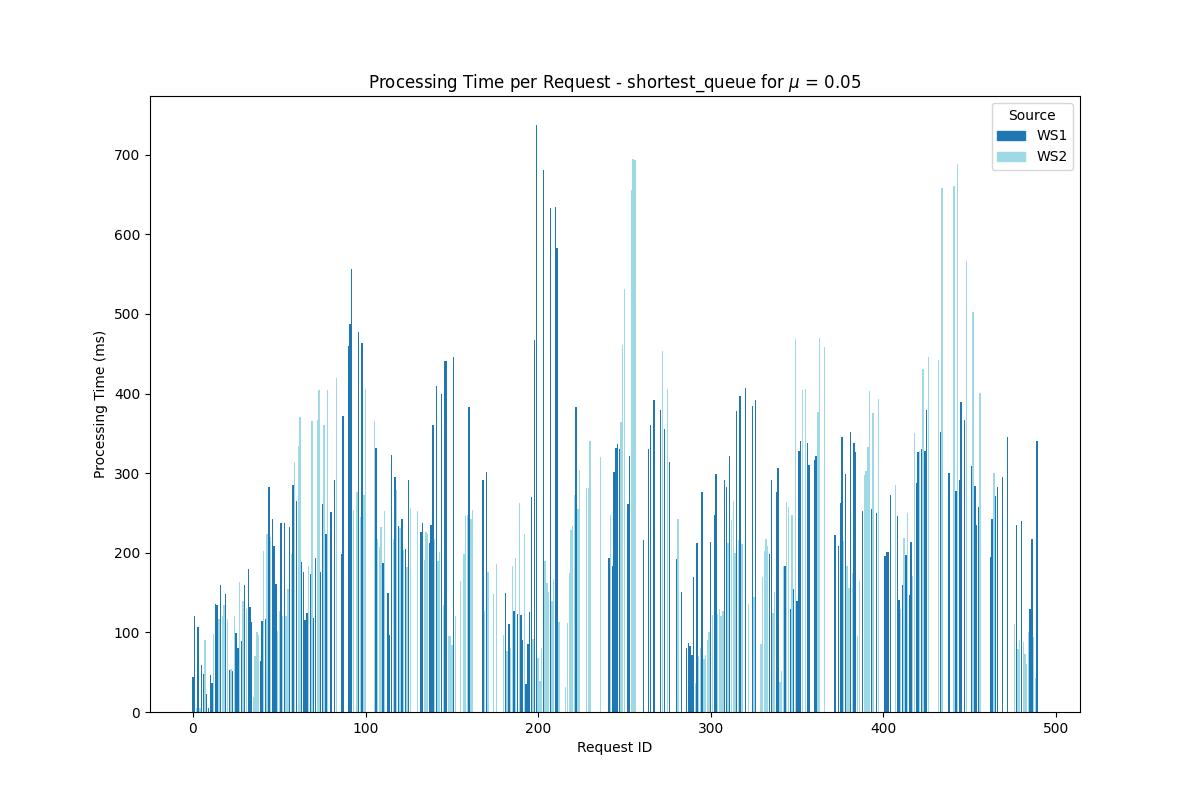 Processing Time per Request - shortest_queue for μ = 0.05
Source
WS1
WS2
Processing Time (ms)
700
600
500
400
300
200
100
0
0 100 200 300 400 500
Request ID